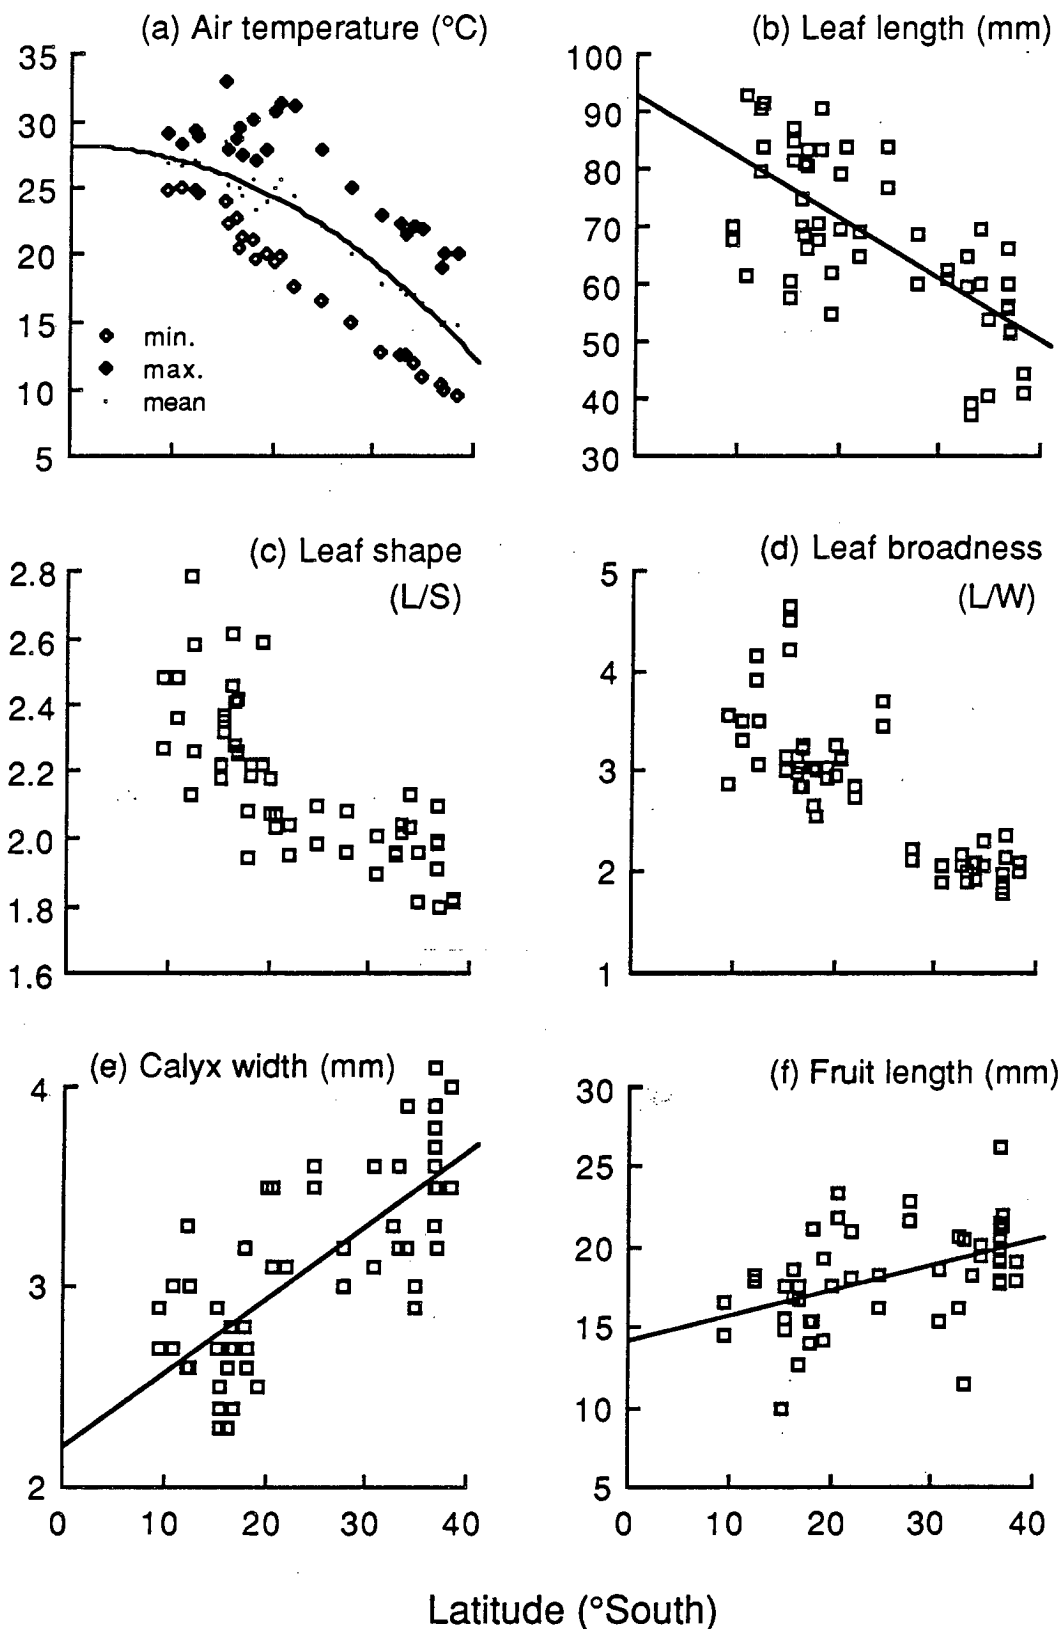 (a) Air temperature (°C)
35
30
25
20
15
10
5
min.
max.
mean
(b) Leaf length (mm)
100
90
80
70
60
50
40
30
(c) Leaf shape
(L/S)
2.8
2.6
2.4
2.2
2.0
1.8
1.6
(d) Leaf broadness
(L/W)
5
4
3
2
1
(e) Calyx width (mm)
4
3
2
0 10 20 30 40
(f) Fruit length (mm)
30
25
20
15
10
5
0 10 20 30 40
Latitude (°South)